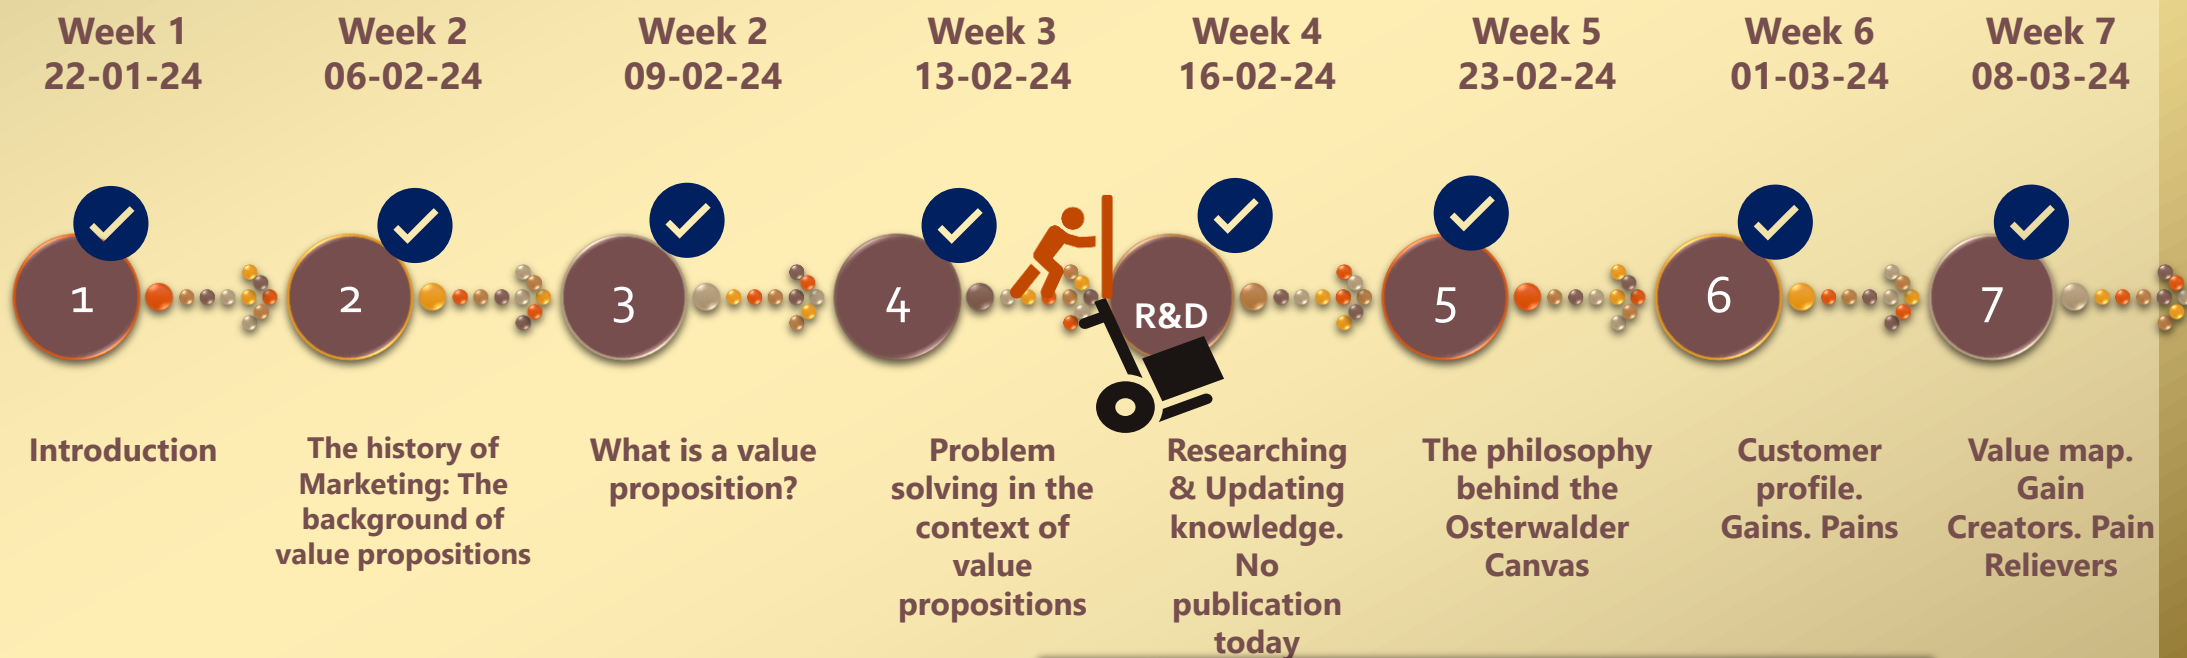 Week 1
22-01-24
Week 2
06-02-24
Week 2
09-02-24
Week 3
13-02-24
Week 4
16-02-24
Week 5
23-02-24
Week 6
01-03-24
Week 7
08-03-24
1
2
3
4
R&D
5
6
7
Introduction
The history of
Marketing: The
background of
value propositions
What is a value
proposition?
Problem
solving in the
context of
value
propositions
Researching
& Updating
knowledge.
No
publication
today
The philosophy
behind the
Osterwalder
Canvas
Customer
profile.
Gains. Pains
Value map.
Gain
Creators. Pain
Relievers